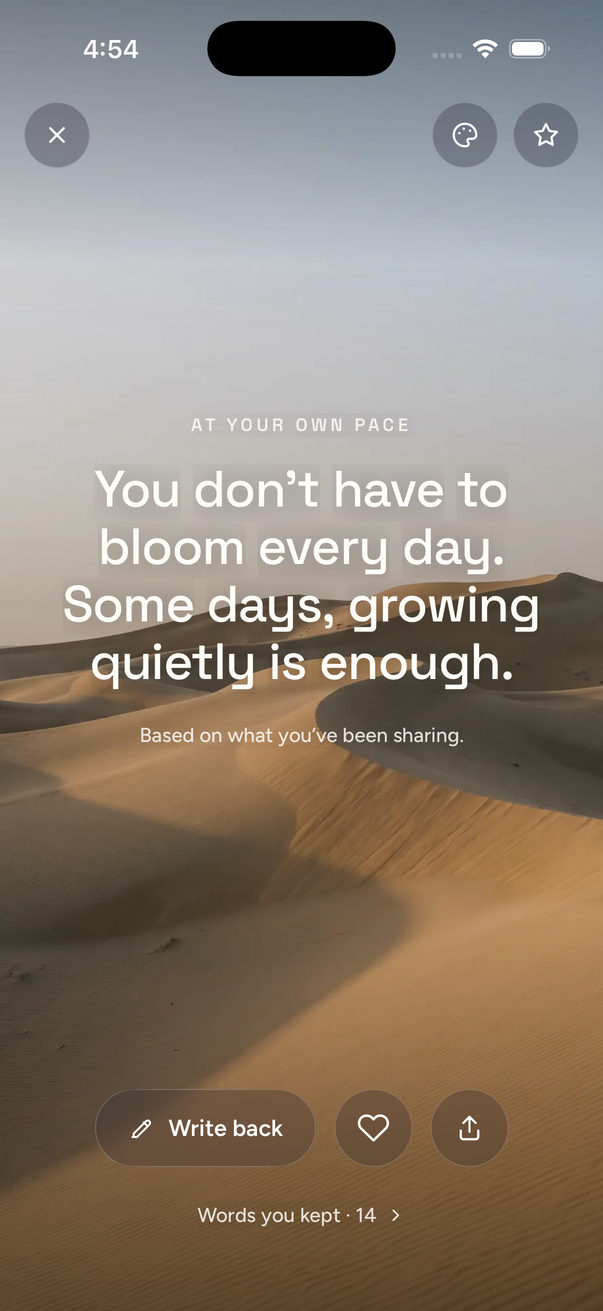 4:54
AT YOUR OWN PACE
You don’t have to
bloom every day.
Some days, growing
quietly is enough.
Based on what you’ve been sharing.
Write back
Words you kept · 14